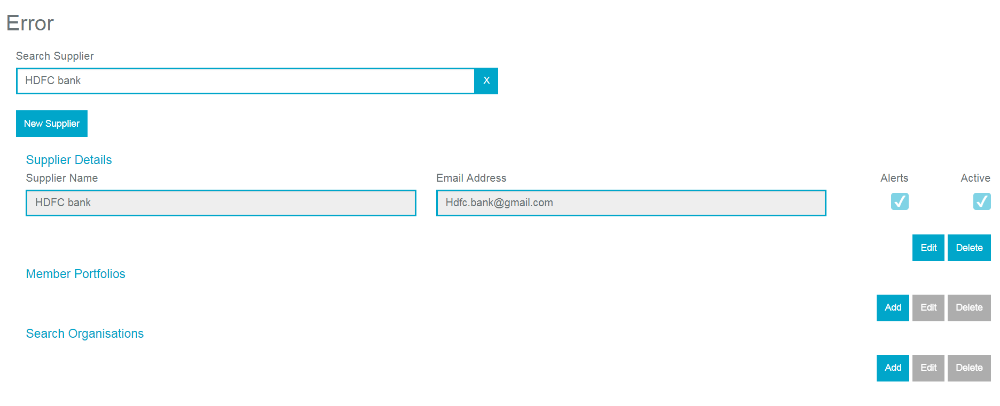 Error
Search Supplier
HDFC bank X
New Supplier
Supplier Details
Supplier Name Email Address Alerts Active
HDFC bank Hdfc.bank@gmail.com
Edit Delete
Member Portfolios
Add Edit Delete
Search Organisations
Add Edit Delete